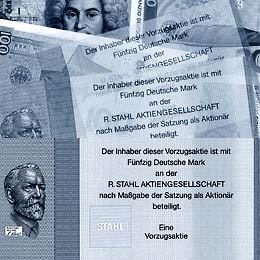 100
Der Inhaber dieser Vorzugsaktie ist mit
Fünfzig Deutsche Mark
an der
R. STAHL AKTIENGESELLSCHAFT
Der Inhaber dieser Vorzugsaktie ist mit
Fünfzig Deutsche Mark
an der
R. STAHL AKTIENGESELLSCHAFT
nach Maßgabe der Satzung als Aktionär
beteiligt.
Der Inhaber dieser Vorzugsaktie ist mit
Fünfzig Deutsche Mark
an der
R. STAHL AKTIENGESELLSCHAFT
nach Maßgabe der Satzung als Aktionär
beteiligt.
Eine
Vorzugsaktie
STAHL